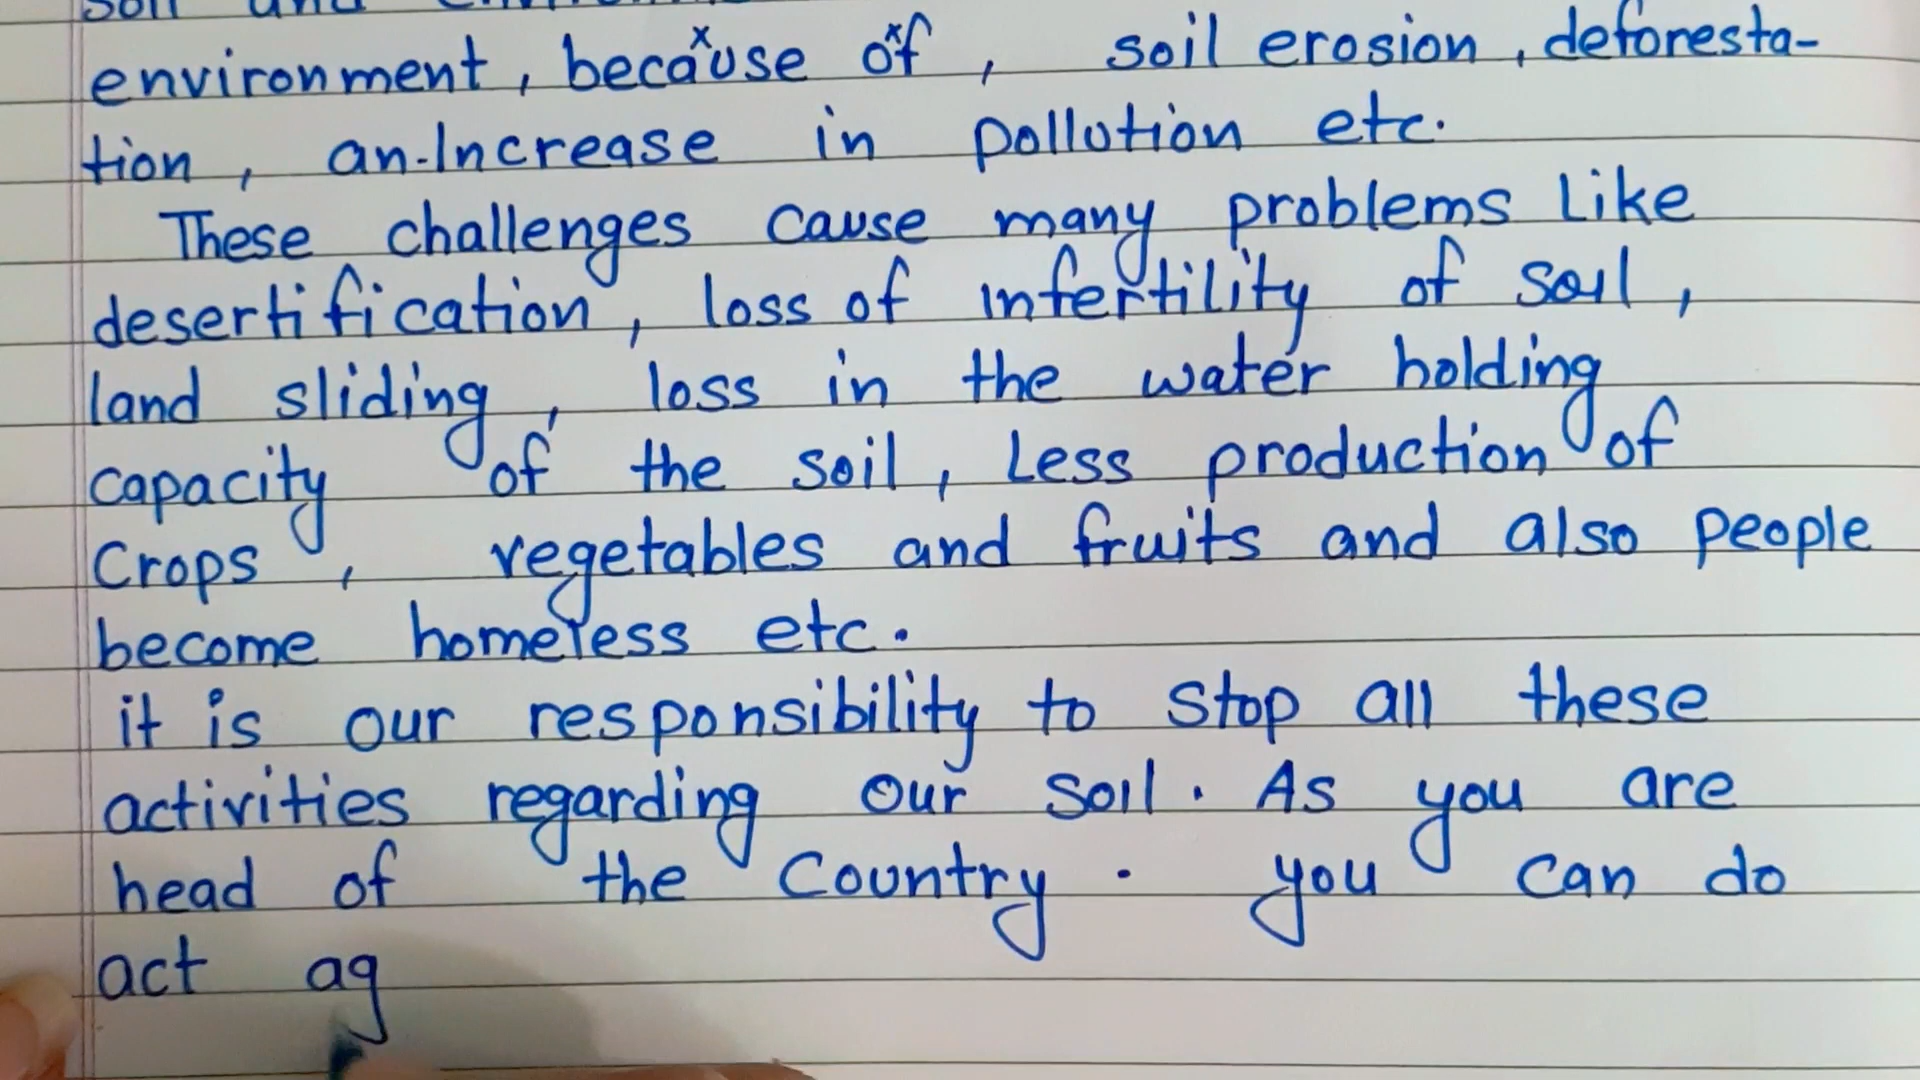 soil and
environment, because of, soil erosion, deforesta-
tion, an-Increase in pollution etc.
These challenges cause many problems like
desertification, loss of infertility of soil,
land sliding, loss in the water holding
capacity of the soil, Less production of
Crops, vegetables and fruits and also people
become homeless etc.
it is our responsibility to stop all these
activities regarding our soil. As you are
head of the Country. you can do
act ag